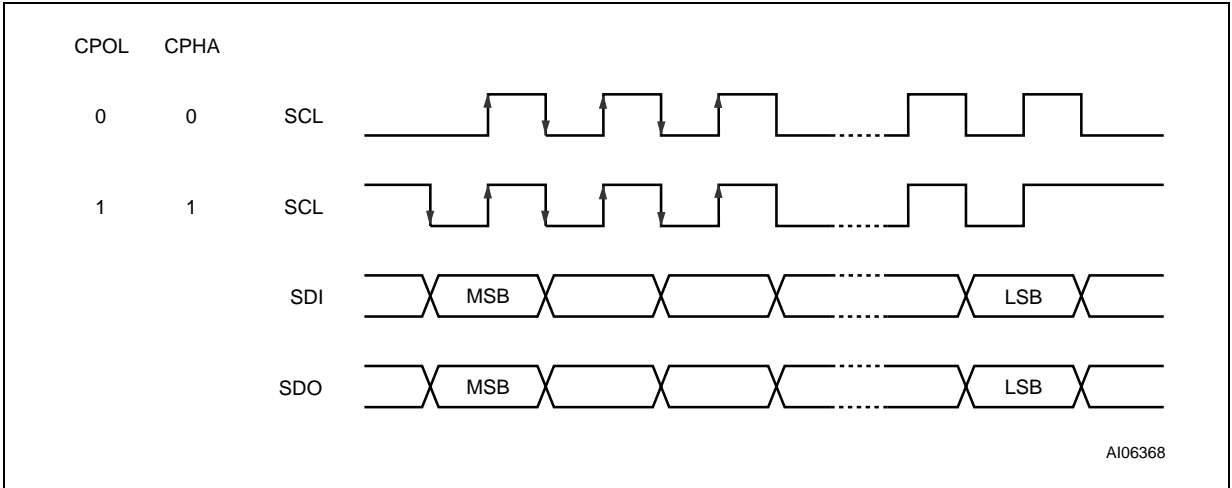 CPOL CPHA
0 0 SCL
1 1 SCL
SDI MSB LSB
SDO MSB LSB
AI06368